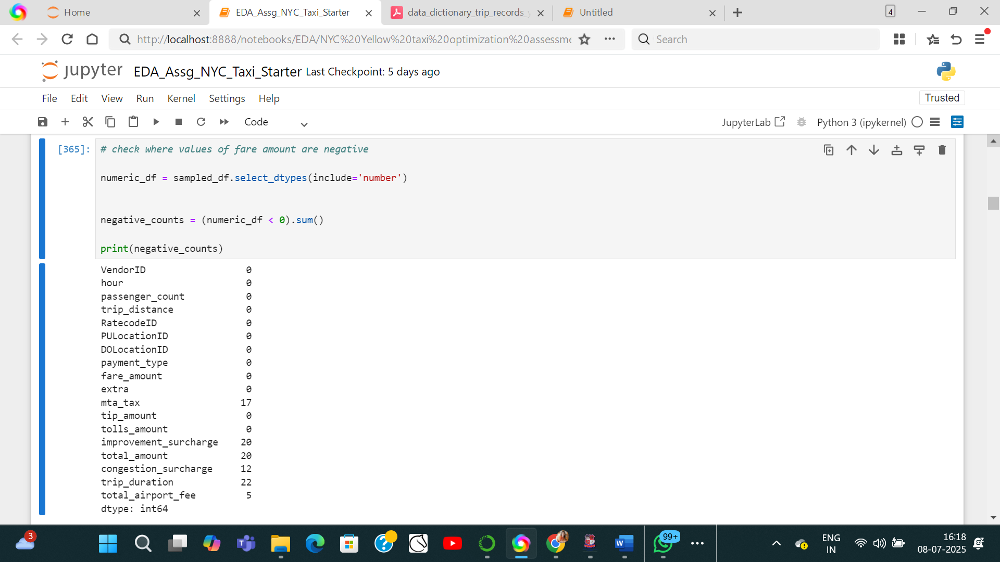 Home
EDA_Assg_NYC_Taxi_Starter
data_dictionary_trip_records_y
Untitled
4
http://localhost:8888/notebooks/EDA/NYC%20Yellow%20taxi%20optimization%20assessme
Search
jupyter EDA_Assg_NYC_Taxi_Starter Last Checkpoint: 5 days ago
File Edit View Run Kernel Settings Help
Trusted
Code
JupyterLab
Python 3 (ipykernel)
[365]: # check where values of fare amount are negative
numeric_df = sampled_df.select_dtypes(include='number')
negative_counts = (numeric_df < 0).sum()
print(negative_counts)
VendorID 0
hour 0
passenger_count 0
trip_distance 0
RatecodeID 0
PULocationID 0
DOLocationID 0
payment_type 0
fare_amount 0
extra 0
mta_tax 17
tip_amount 0
tolls_amount 0
improvement_surcharge 20
total_amount 20
congestion_surcharge 12
trip_duration 22
total_airport_fee 5
dtype: int64
3
99+
ENG
IN
16:18
08-07-2025